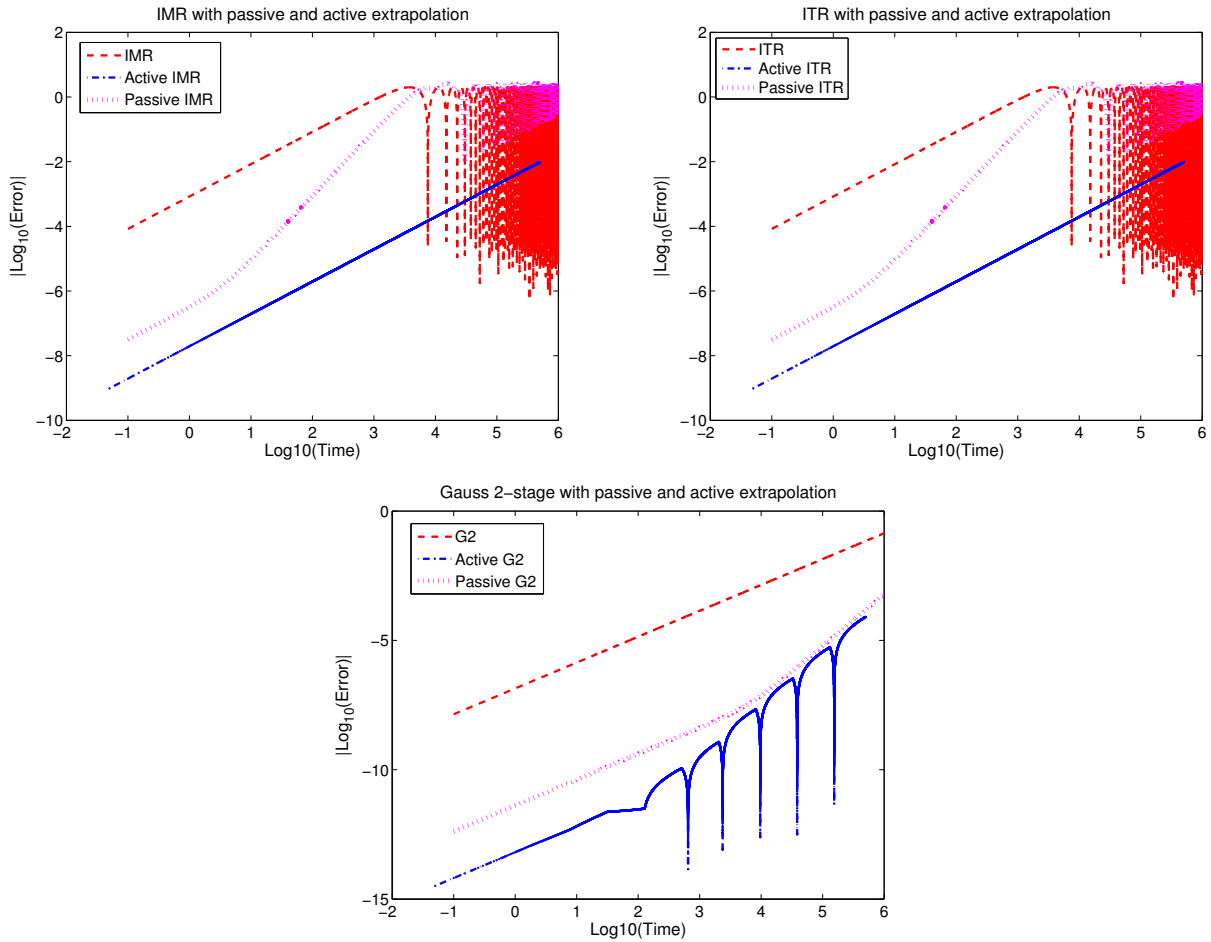 IMR with passive and active extrapolation
2
0
−2
−4
−6
−8
−10
|Log10(Error)|
IMR
Active IMR
Passive IMR
−2 −1 0 1 2 3 4 5 6
Log10(Time)
ITR with passive and active extrapolation
2
0
−2
−4
−6
−8
−10
|Log10(Error)|
ITR
Active ITR
Passive ITR
−2 −1 0 1 2 3 4 5 6
Log10(Time)
Gauss 2−stage with passive and active extrapolation
0
−5
−10
−15
|Log10(Error)|
G2
Active G2
Passive G2
−2 −1 0 1 2 3 4 5 6
Log10(Time)